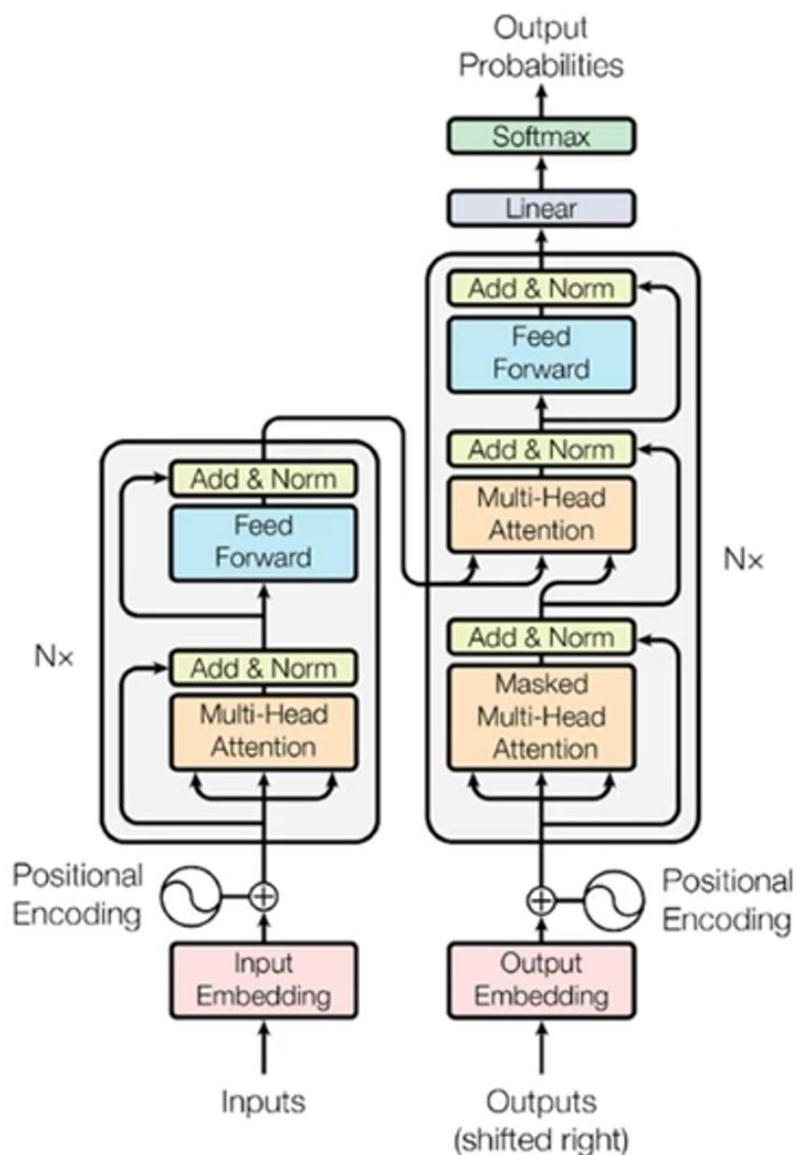 Output
Probabilities
Softmax
Linear
Add & Norm
Feed
Forward
Add & Norm
Multi-Head
Attention
Add & Norm
Masked
Multi-Head
Attention
Nx
Add & Norm
Feed
Forward
Add & Norm
Multi-Head
Attention
Nx
Positional
Encoding
Positional
Encoding
Input
Embedding
Output
Embedding
Inputs
Outputs
(shifted right)